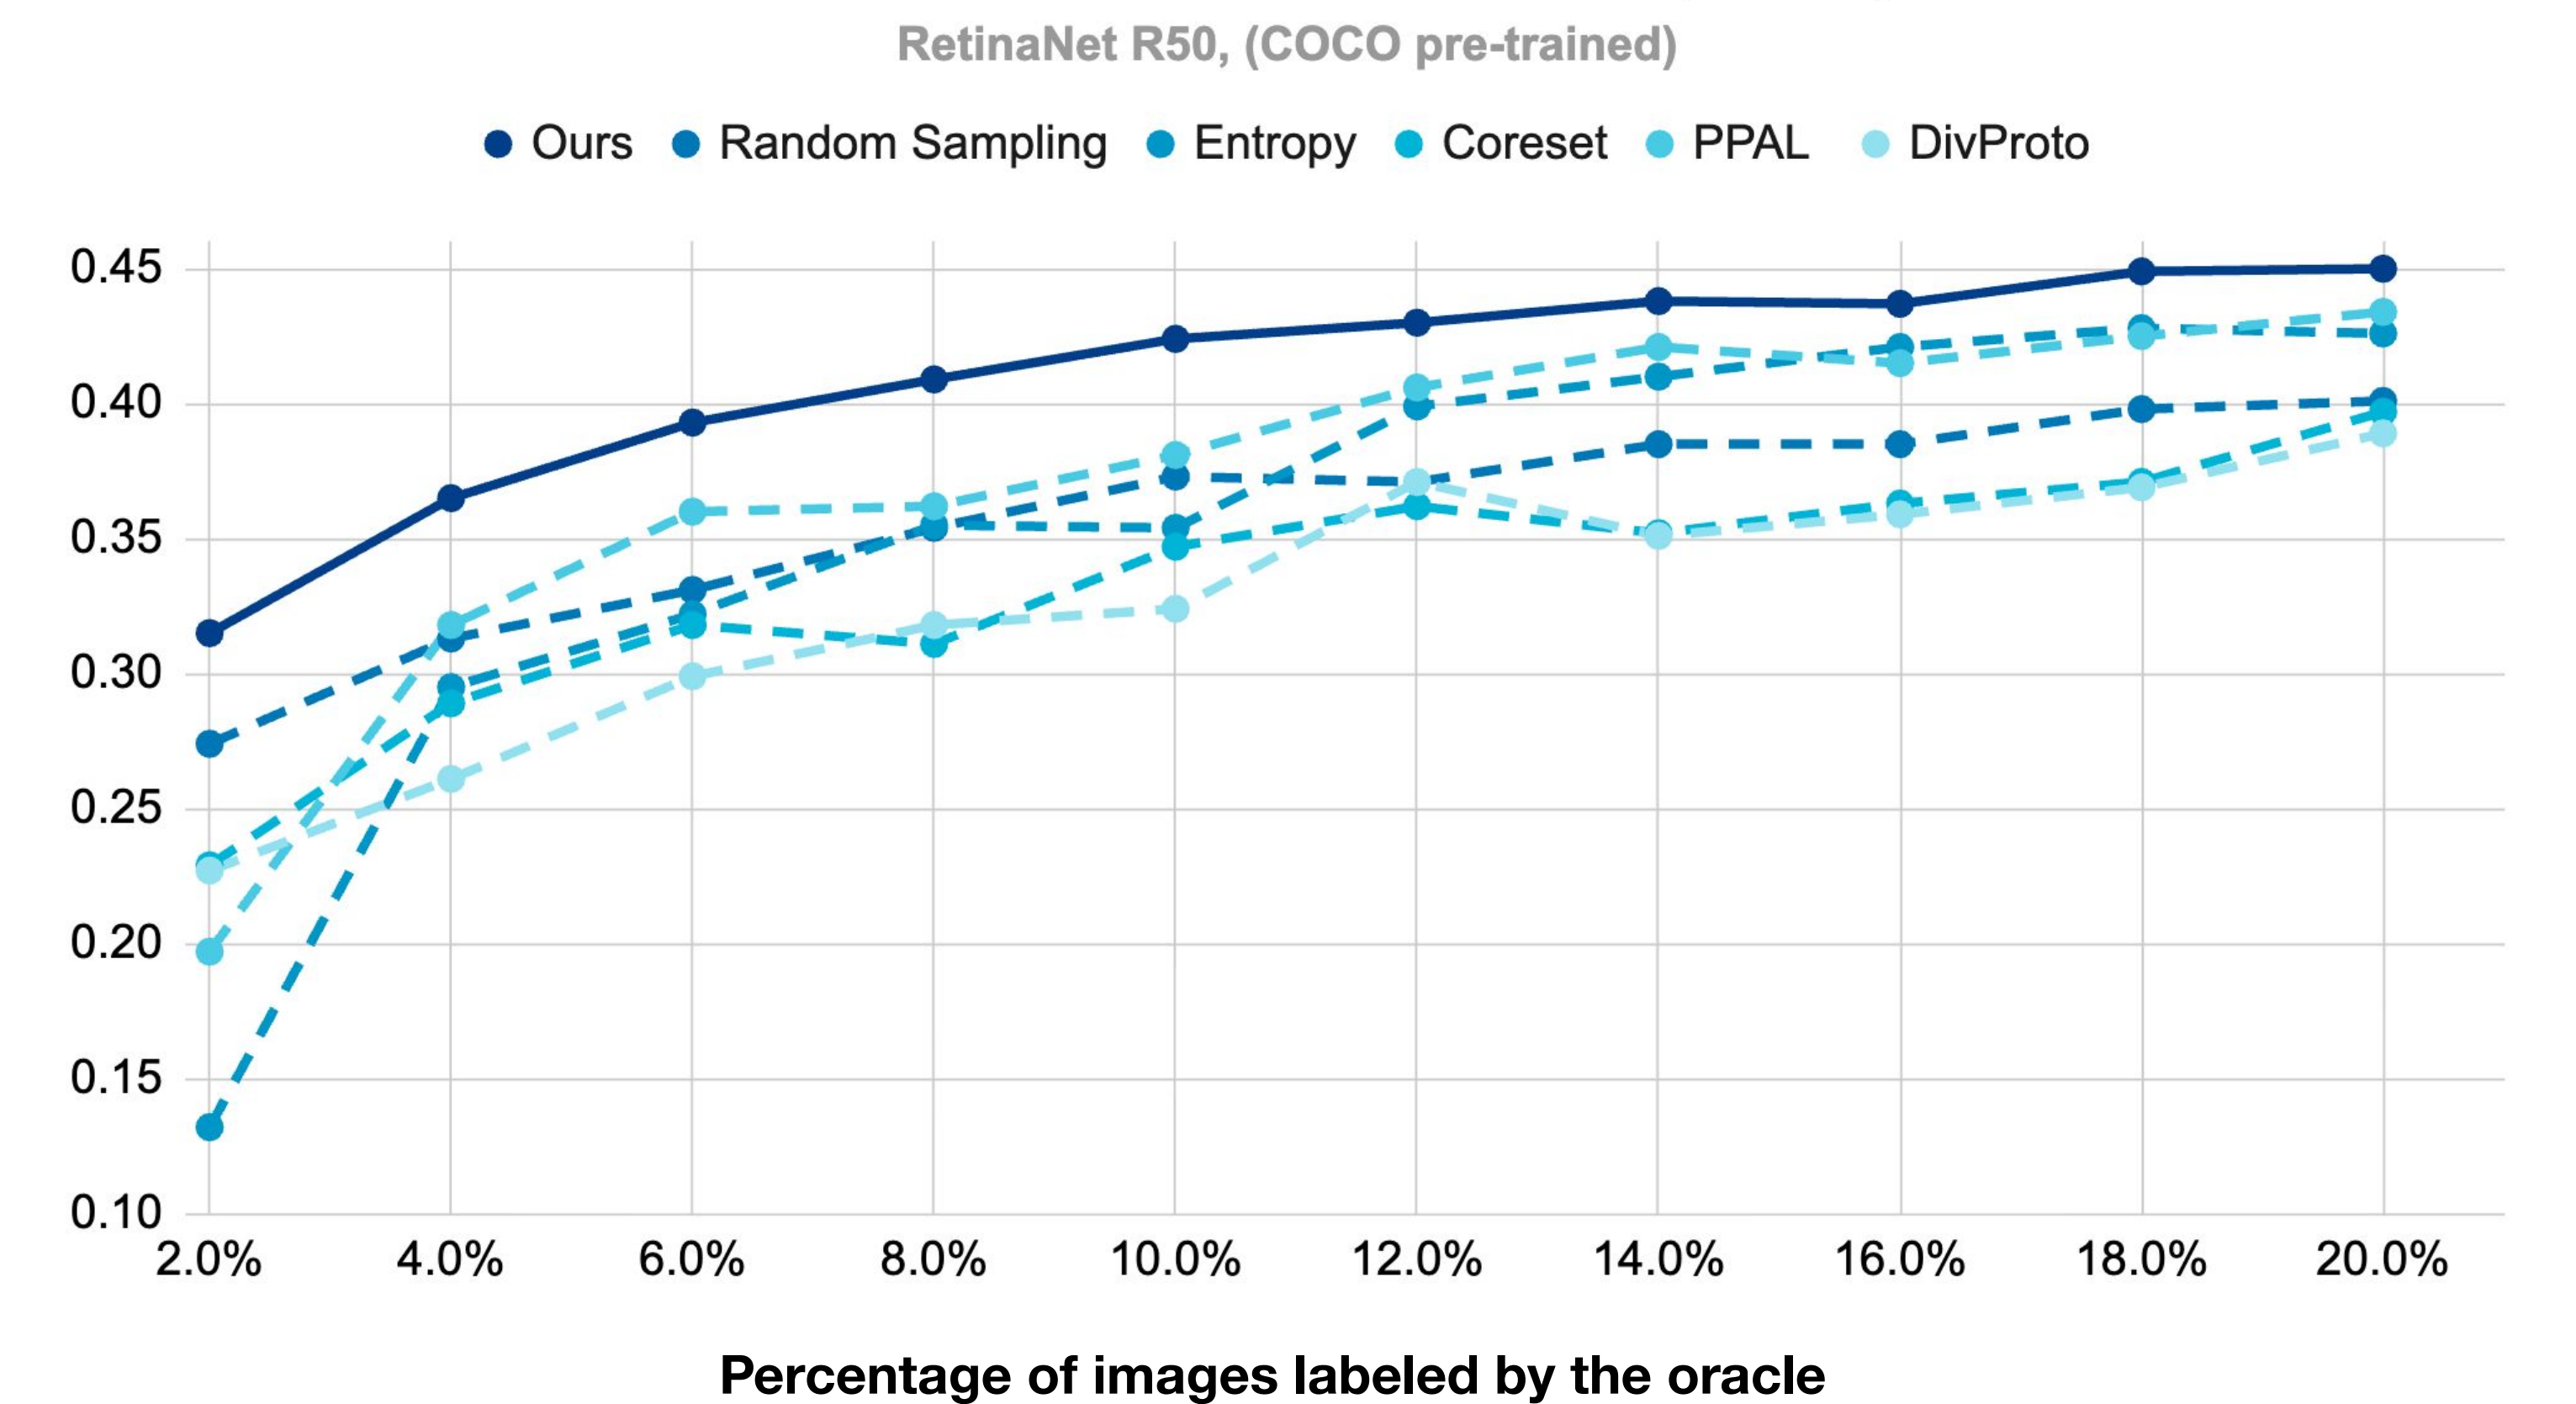 RetinaNet R50, (COCO pre-trained)
Ours Random Sampling Entropy Coreset PPAL DivProto
0.45
0.40
0.35
0.30
0.25
0.20
0.15
0.10
2.0% 4.0% 6.0% 8.0% 10.0% 12.0% 14.0% 16.0% 18.0% 20.0%
Percentage of images labeled by the oracle